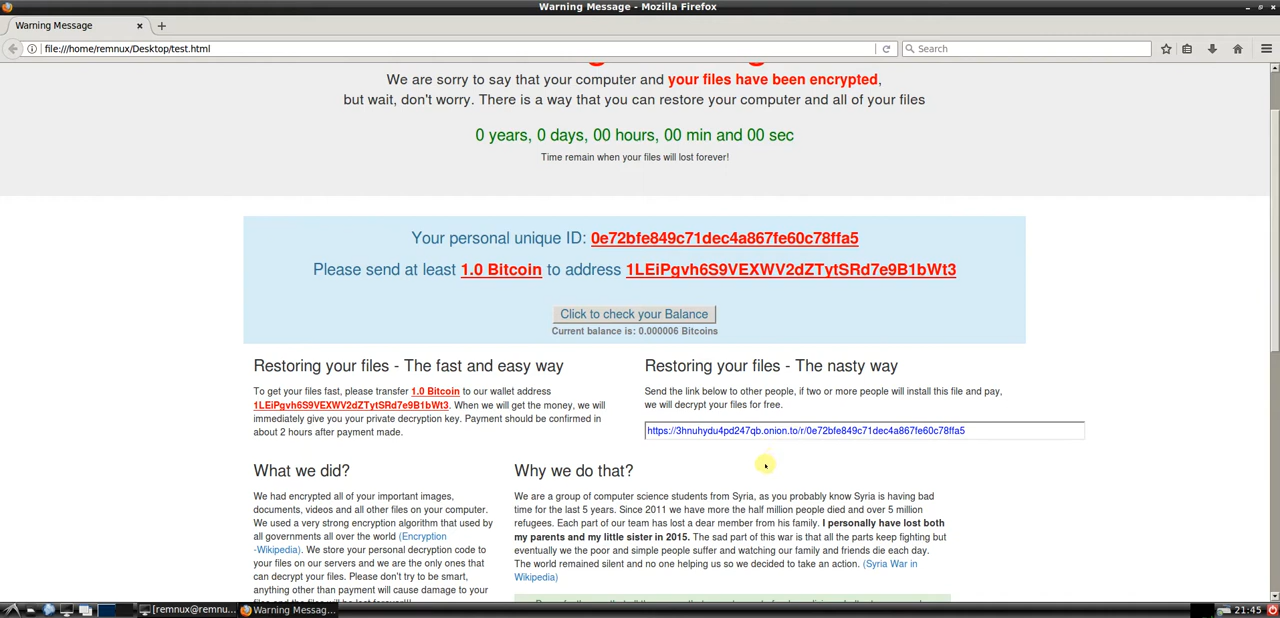 Warning Message - Mozilla Firefox
Warning Message
file:///home/remnux/Desktop/test.html
Search
We are sorry to say that your computer and your files have been encrypted,
but wait, don't worry. There is a way that you can restore your computer and all of your files
0 years, 0 days, 00 hours, 00 min and 00 sec
Time remain when your files will lost forever!
Your personal unique ID: 0e72bfe849c71dec4a867fe60c78ffa5
Please send at least 1.0 Bitcoin to address 1LEiPgvh6S9VEXWV2dZTytSRd7e9B1bWt3
Click to check your Balance
Current balance is: 0.000006 Bitcoins
Restoring your files - The fast and easy way
To get your files fast, please transfer 1.0 Bitcoin to our wallet address
1LEiPgvh6S9VEXWV2dZTytSRd7e9B1bWt3. When we will get the money, we will
immediately give you your private decryption key. Payment should be confirmed in
about 2 hours after payment made.
Restoring your files - The nasty way
Send the link below to other people, if two or more people will install this file and pay,
we will decrypt your files for free.
https://3hnuhydu4pd247qb.onion.to/r/0e72bfe849c71dec4a867fe60c78ffa5
What we did?
We had encrypted all of your important images,
documents, videos and all other files on your computer.
We used a very strong encryption algorithm that used by
all governments all over the world (Encryption
-Wikipedia). We store your personal decryption code to
your files on our servers and we are the only ones that
can decrypt your files. Please don't try to be smart,
anything other than payment will cause damage to your
Why we do that?
We are a group of computer science students from Syria, as you probably know Syria is having bad
time for the last 5 years. Since 2011 we have more the half million people died and over 5 million
refugees. Each part of our team has lost a dear member from his family. I personally have lost both
my parents and my little sister in 2015. The sad part of this war is that all the parts keep fighting but
eventually we the poor and simple people suffer and watching our family and friends die each day.
The world remained silent and no one helping us so we decided to take an action. (Syria War in
Wikipedia)
[remnux@remnu...
Warning Messag...
21:45